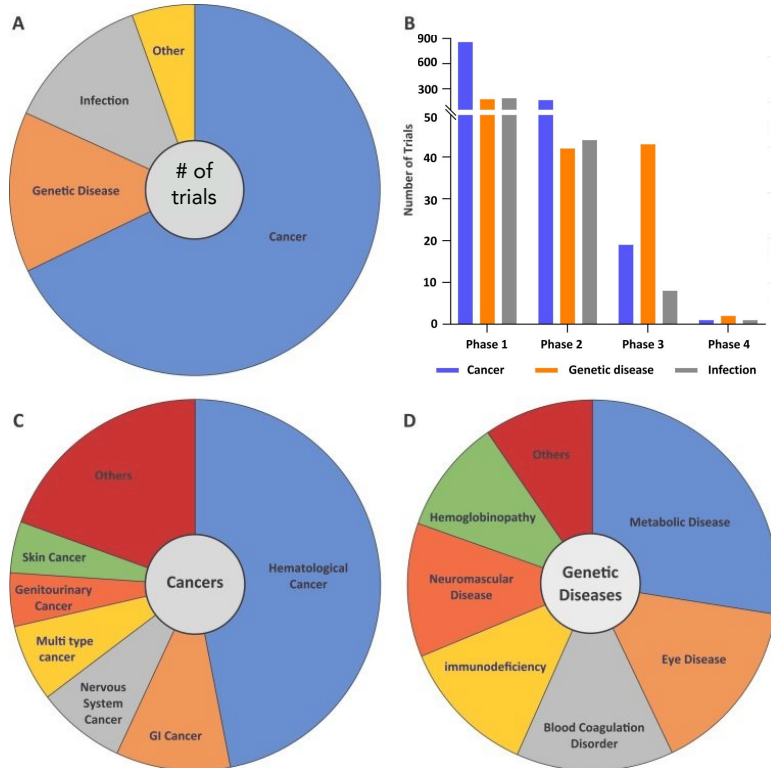 A
Other
Infection
Genetic Disease
# of
trials
Cancer
B
Number of Trials
900
600
300
50
40
30
20
10
0
Phase 1
Phase 2
Phase 3
Phase 4
Cancer
Genetic disease
Infection
C
Others
Skin Cancer
Genitourinary
Cancer
Multi type
cancer
Nervous
System
Cancer
GI Cancer
Hematological
Cancer
Cancers
D
Others
Hemoglobinopathy
Neuromascular
Disease
immunodeficiency
Blood Coagulation
Disorder
Eye Disease
Metabolic Disease
Genetic
Diseases